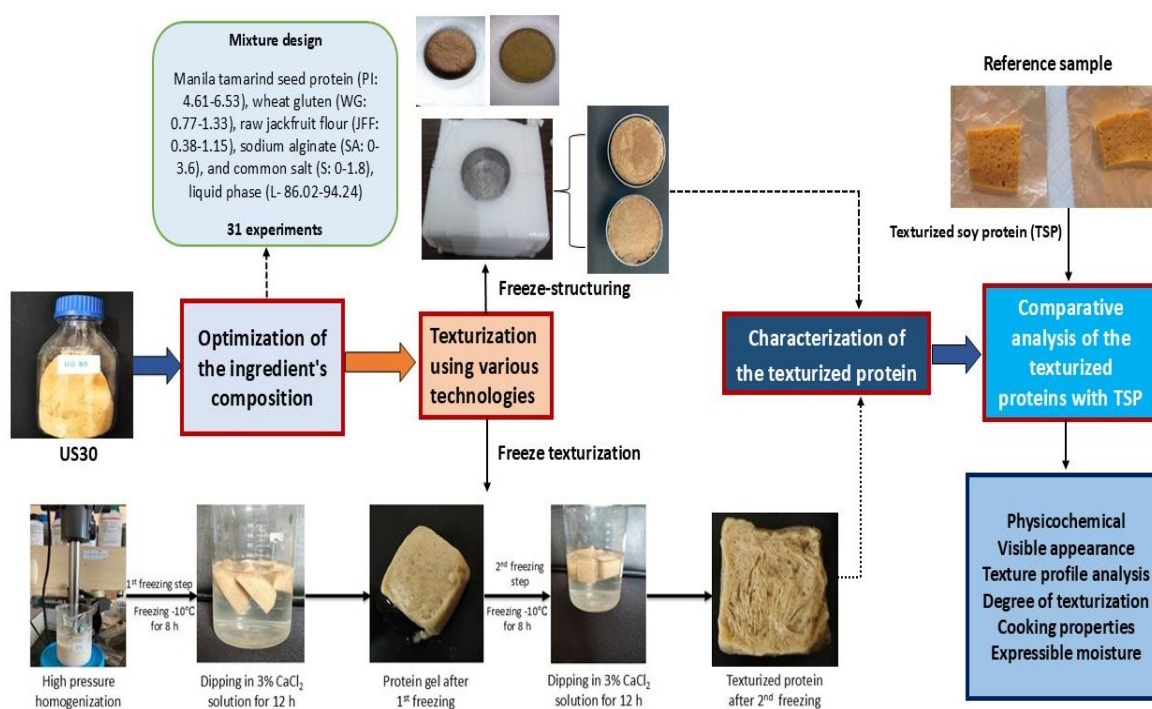 Mixture design
Manila tamarind seed protein (PI:
4.61-6.53), wheat gluten (WG:
0.77-1.33), raw jackfruit flour (JFF:
0.38-1.15), sodium alginate (SA: 0-
3.6), and common salt (S: 0-1.8),
liquid phase (L- 86.02-94.24)
31 experiments
Reference sample
Texturized soy protein (TSP)
Freeze-structuring
US30
Optimization of
the ingredient's
composition
Texturization
using various
technologies
Characterization of
the texturized protein
Comparative
analysis of the
texturized
proteins with TSP
Freeze texturization
1st freezing step
Freezing -10°C
for 8 h
2nd freezing
step
Freezing -10°C
for 8 h
High pressure
homogenization
Dipping in 3% CaCl2
solution for 12 h
Protein gel after
1st freezing
Dipping in 3% CaCl2
solution for 12 h
Texturized protein
after 2nd freezing
Physicochemical
Visible appearance
Texture profile analysis
Degree of texturization
Cooking properties
Expressible moisture